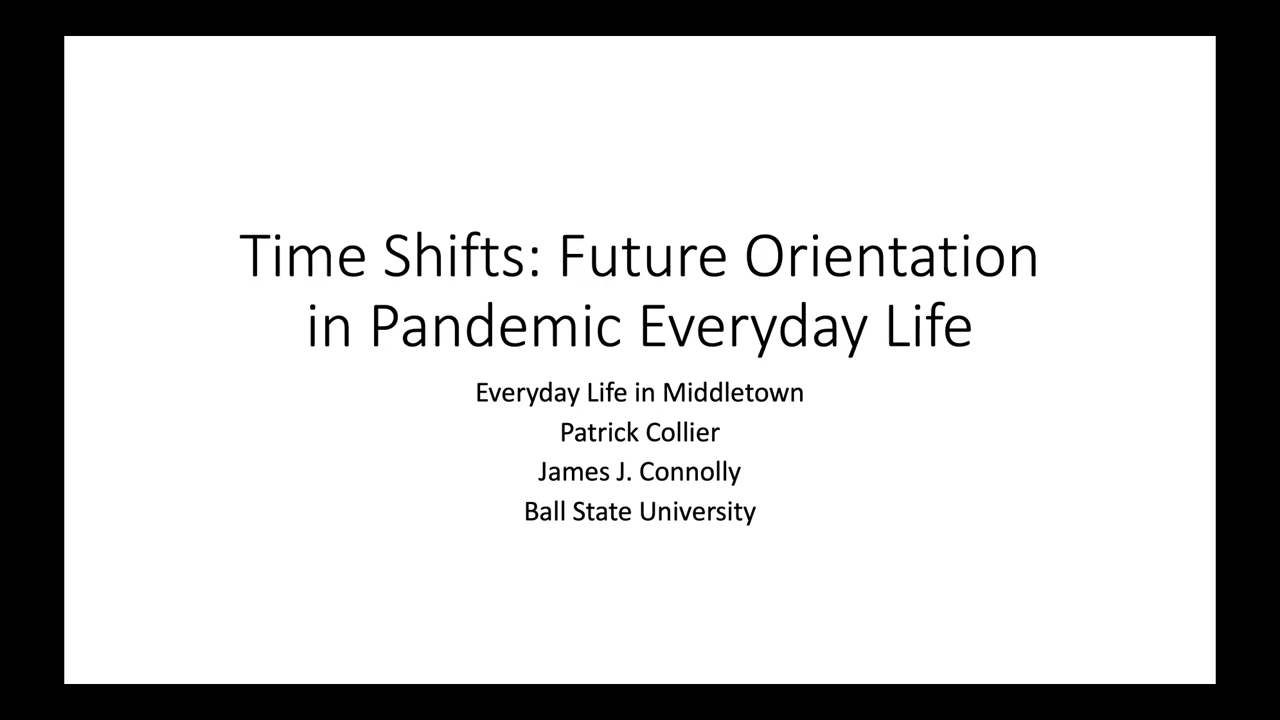 Time Shifts: Future Orientation
in Pandemic Everyday Life
Everyday Life in Middletown
Patrick Collier
James J. Connolly
Ball State University